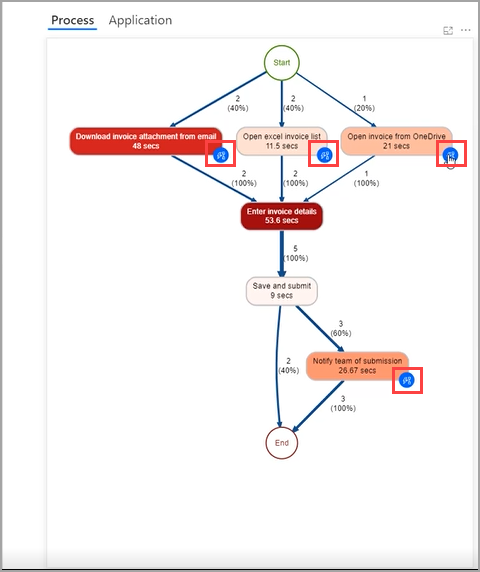 Process Application
Start
2
(40%)
2
(40%)
1
(20%)
Download invoice attachment from email
48 secs
Open excel invoice list
11.5 secs
Open invoice from OneDrive
21 secs
2
(100%)
2
(100%)
1
(100%)
Enter invoice details
53.6 secs
5
(100%)
Save and submit
9 secs
3
(60%)
2
(40%)
Notify team of submission
26.67 secs
3
(100%)
End